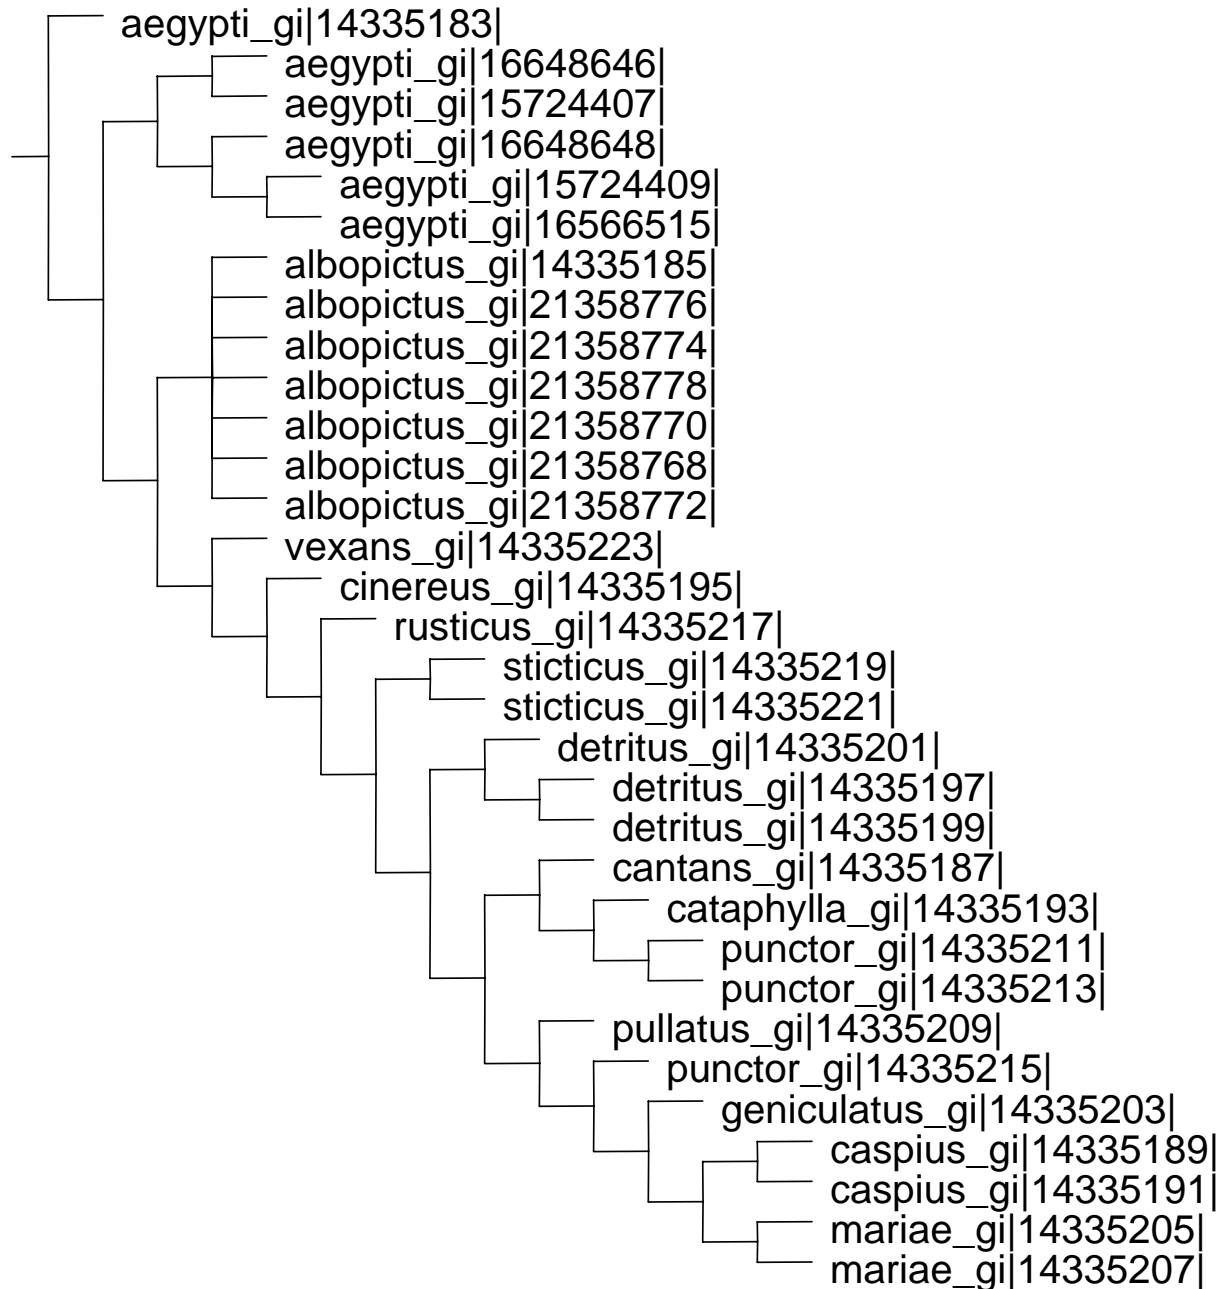 aegypti_gi|14335183|
aegypti_gi|16648646|
aegypti_gi|15724407|
aegypti_gi|16648648|
aegypti_gi|15724409|
aegypti_gi|16566515|
albopictus_gi|14335185|
albopictus_gi|21358776|
albopictus_gi|21358774|
albopictus_gi|21358778|
albopictus_gi|21358770|
albopictus_gi|21358768|
albopictus_gi|21358772|
vexans_gi|14335223|
cinereus_gi|14335195|
rusticus_gi|14335217|
sticticus_gi|14335219|
sticticus_gi|14335221|
detritus_gi|14335201|
detritus_gi|14335197|
detritus_gi|14335199|
cantans_gi|14335187|
cataphylla_gi|14335193|
punctor_gi|14335211|
punctor_gi|14335213|
pullatus_gi|14335209|
punctor_gi|14335215|
geniculatus_gi|14335203|
caspius_gi|14335189|
caspius_gi|14335191|
mariae_gi|14335205|
mariae_gi|14335207|